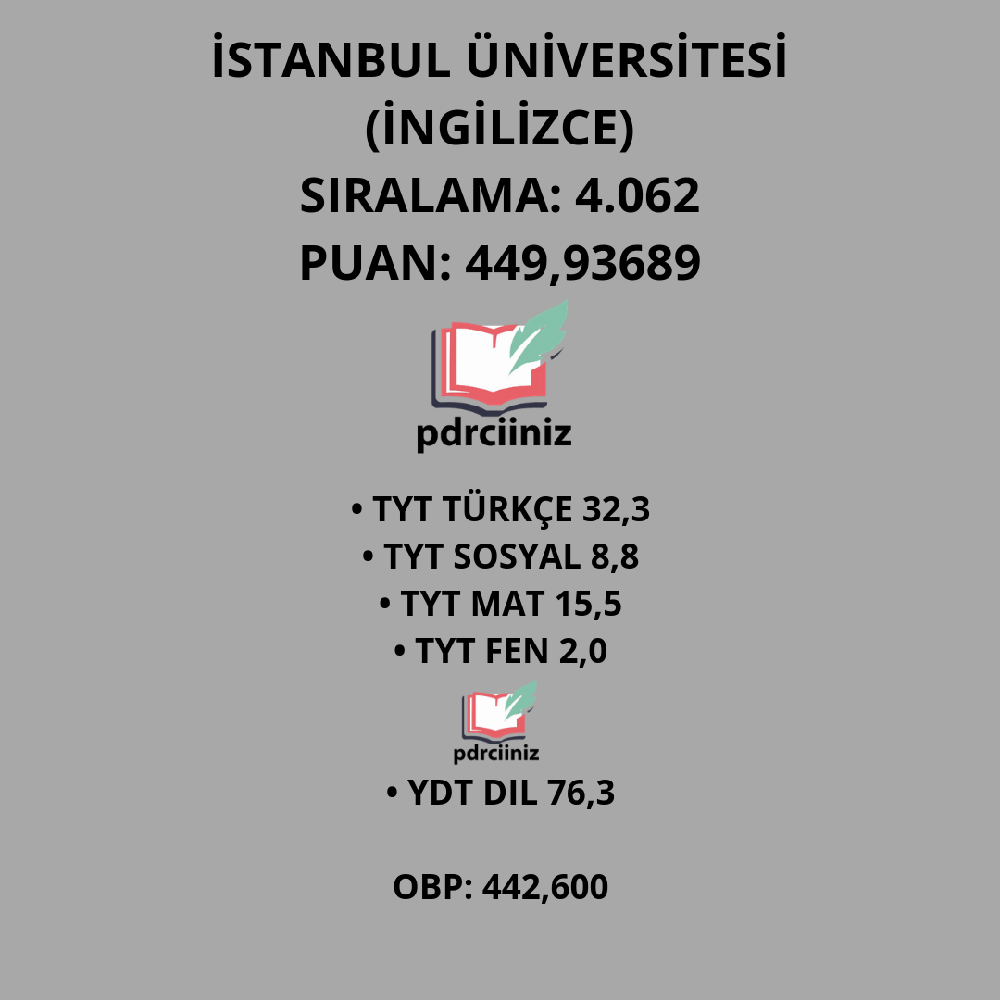 İSTANBUL ÜNİVERSİTESİ
(İNGİLİZCE)
SIRALAMA: 4.062
PUAN: 449,93689
pdrciiniz
• TYT TÜRKÇE 32,3
• TYT SOSYAL 8,8
• TYT MAT 15,5
• TYT FEN 2,0
pdrciiniz
• YDT DIL 76,3
OBP: 442,600